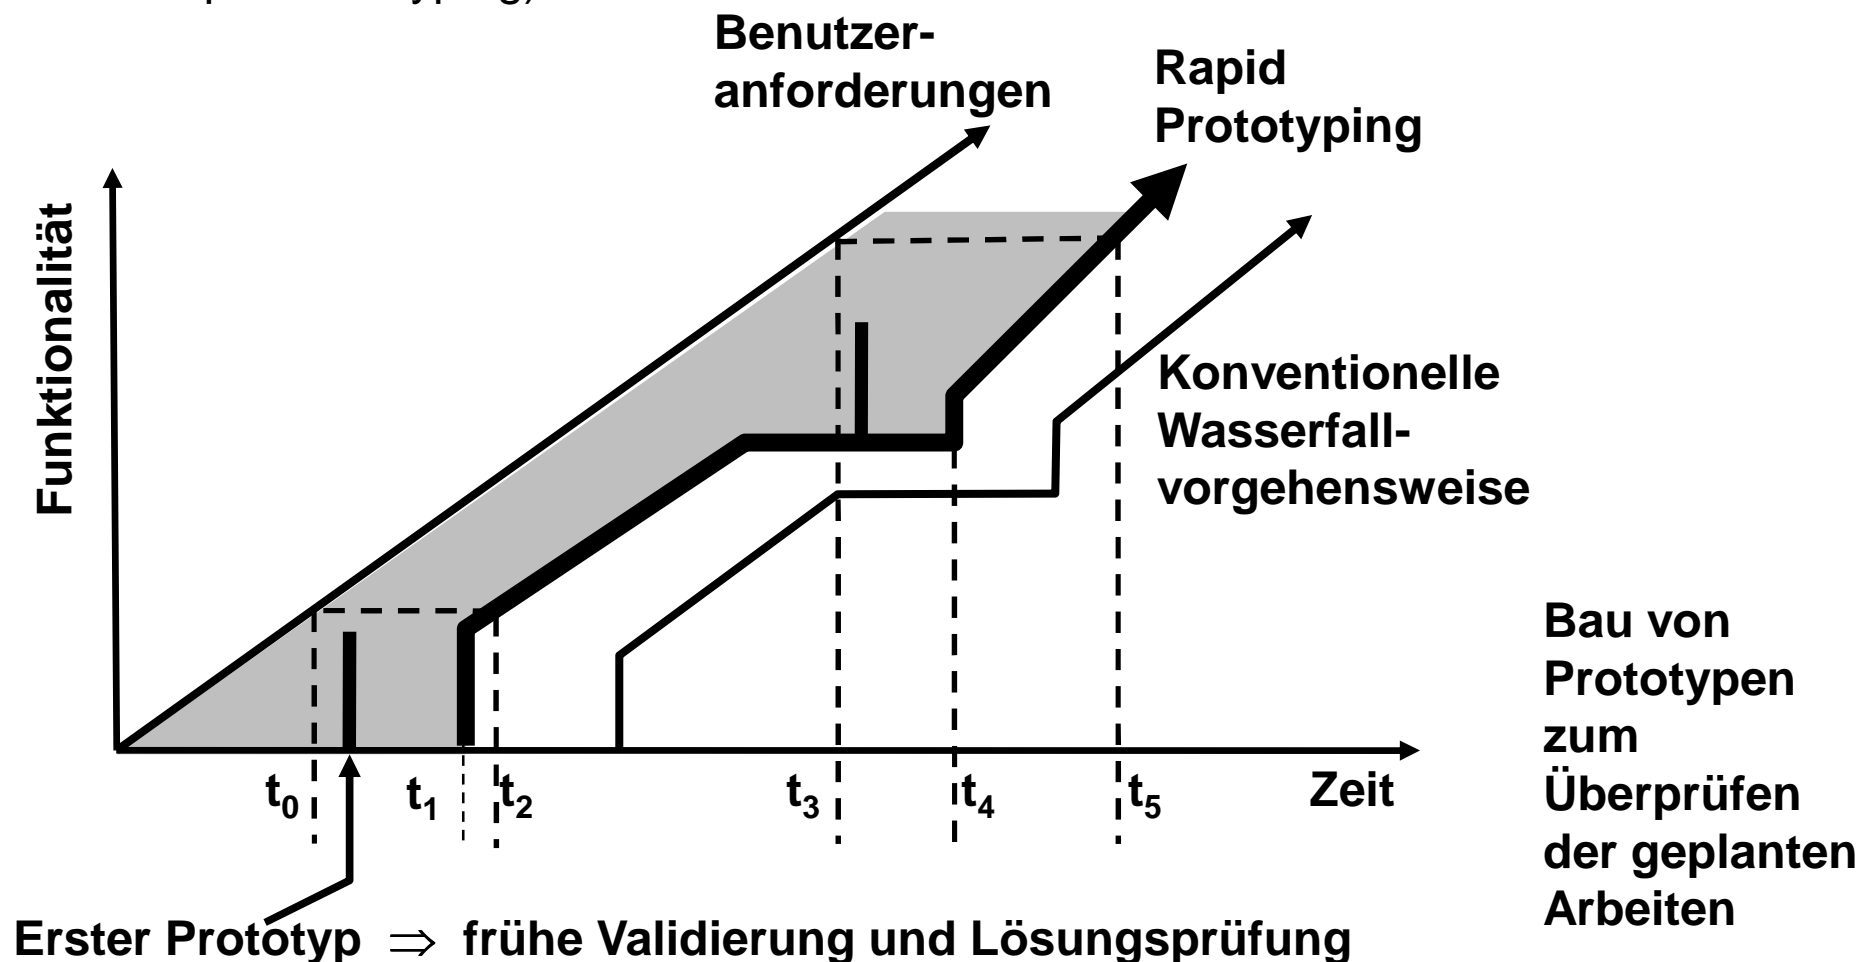 Benutzer-
anforderungen
Rapid
Prototyping
Funktionalität
Konventionelle
Wasserfall-
vorgehensweise
Bau von
Prototypen
zum
Überprüfen
der geplanten
Arbeiten
t0 t1 t2 t3 t4 t5 Zeit
Erster Prototyp ⇒ frühe Validierung und Lösungsprüfung